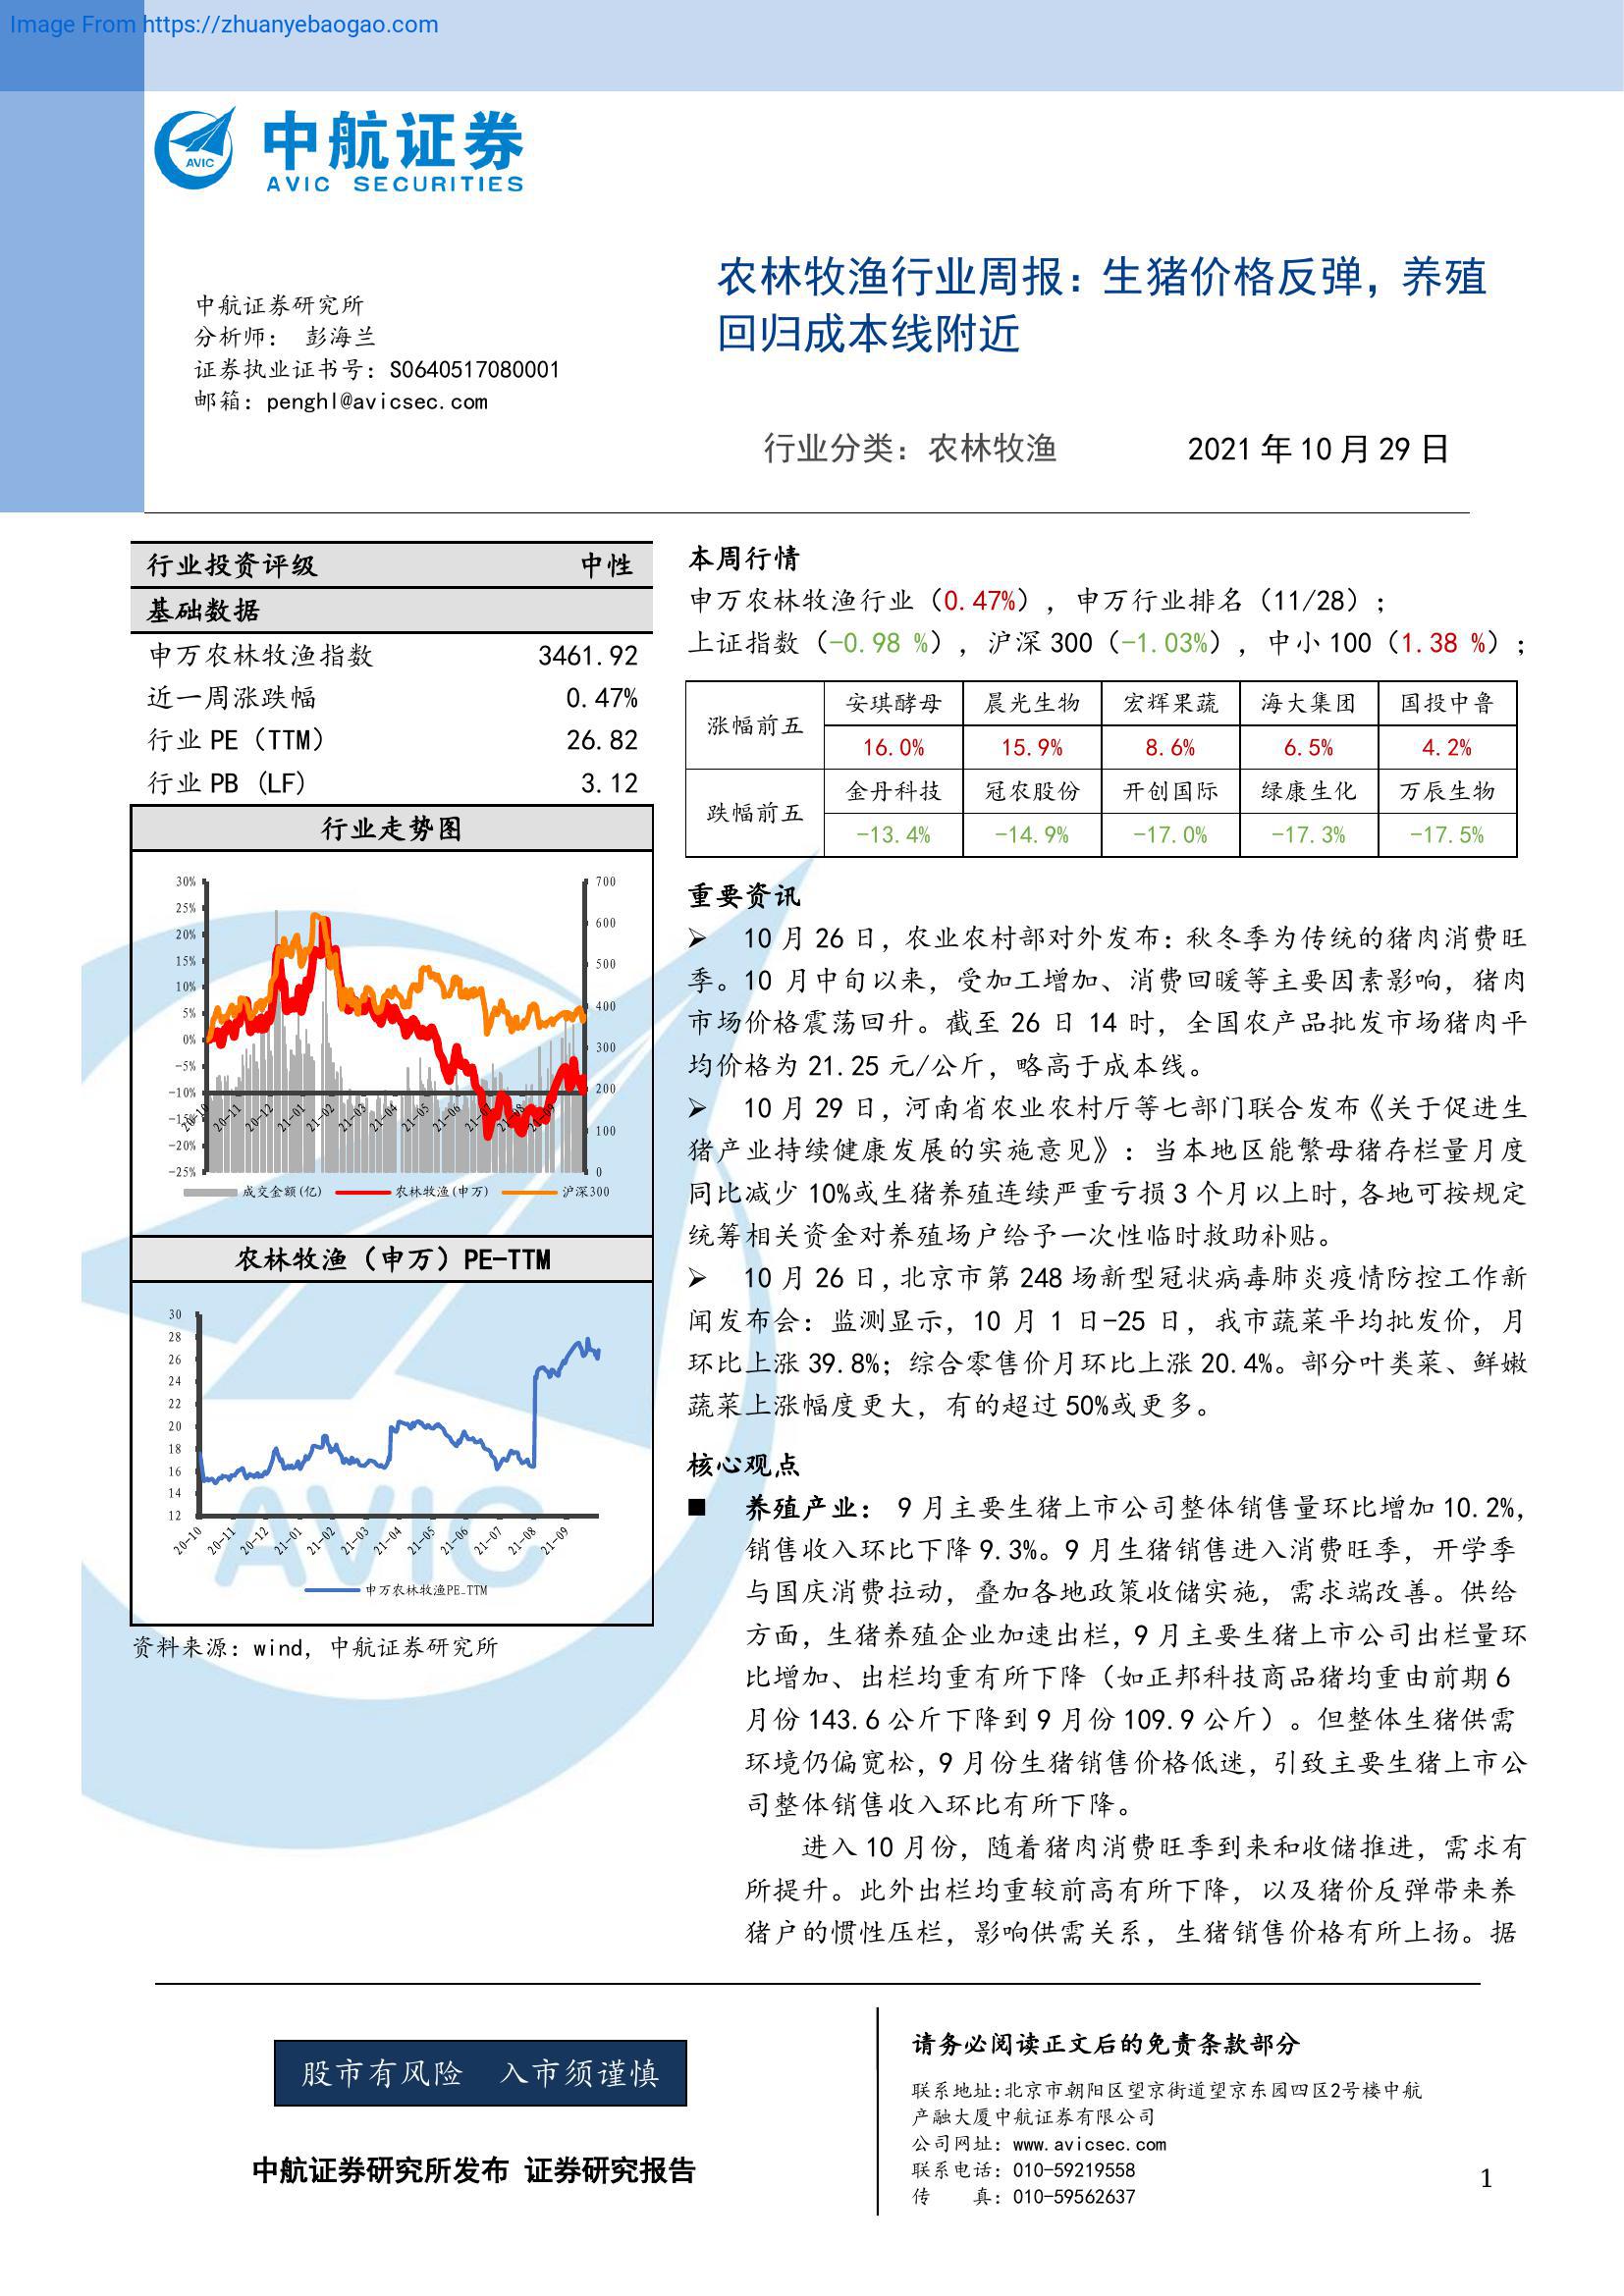 Image From https://zhuanyebaogao.com
AVIC
中航证券
AVIC SECURITIES
中航证券研究所
分析师： 彭海兰
证券执业证书号：S0640517080001
邮箱：penghl@avicsec.com
农林牧渔行业周报：生猪价格反弹，养殖
回归成本线附近
行业分类：农林牧渔 2021年10月29日
行业投资评级 中性
基础数据
申万农林牧渔指数 3461.92
近一周涨跌幅 0.47%
行业 PE（TTM） 26.82
行业 PB (LF) 3.12
行业走势图
30%
25%
20%
15%
10%
5%
0%
-5%
-10%
-15%
-20%
-25%
700
600
500
400
300
200
100
0
20-10 20-11 20-12 21-01 21-02 21-03 21-04 21-05 21-06 21-07 21-08 21-09
成交金额(亿) 农林牧渔(申万) 沪深300
农林牧渔（申万）PE-TTM
30
28
26
24
22
20
18
16
14
12
20-10 20-11 20-12 21-01 21-02 21-03 21-04 21-05 21-06 21-07 21-08 21-09
申万农林牧渔PE_TTM
AVIC
资料来源：wind, 中航证券研究所
本周行情
申万农林牧渔行业（0.47%），申万行业排名（11/28）；
上证指数（-0.98 %），沪深300（-1.03%），中小100（1.38 %）；
涨幅前五 安琪酵母 晨光生物 宏辉果蔬 海大集团 国投中鲁
16.0% 15.9% 8.6% 6.5% 4.2%
跌幅前五 金丹科技 冠农股份 开创国际 绿康生化 万辰生物
-13.4% -14.9% -17.0% -17.3% -17.5%
重要资讯
➢ 10 月 26 日，农业农村部对外发布：秋冬季为传统的猪肉消费旺
季。10 月中旬以来，受加工增加、消费回暖等主要因素影响，猪肉
市场价格震荡回升。截至 26 日 14 时，全国农产品批发市场猪肉平
均价格为 21.25 元/公斤，略高于成本线。
➢ 10 月 29 日，河南省农业农村厅等七部门联合发布《关于促进生
猪产业持续健康发展的实施意见》：当本地区能繁母猪存栏量月度
同比减少 10%或生猪养殖连续严重亏损 3 个月以上时，各地可按规定
统筹相关资金对养殖场户给予一次性临时救助补贴。
➢ 10 月 26 日，北京市第 248 场新型冠状病毒肺炎疫情防控工作新
闻发布会：监测显示，10 月 1 日-25 日，我市蔬菜平均批发价，月
环比上涨 39.8%；综合零售价月环比上涨 20.4%。部分叶类菜、鲜嫩
蔬菜上涨幅度更大，有的超过 50%或更多。
核心观点
■ 养殖产业： 9 月主要生猪上市公司整体销售量环比增加 10.2%，
销售收入环比下降 9.3%。9 月生猪销售进入消费旺季，开学季
与国庆消费拉动，叠加各地政策收储实施，需求端改善。供给
方面，生猪养殖企业加速出栏，9 月主要生猪上市公司出栏量环
比增加、出栏均重有所下降（如正邦科技商品猪均重由前期 6
月份 143.6 公斤下降到 9 月份 109.9 公斤）。但整体生猪供需
环境仍偏宽松，9 月份生猪销售价格低迷，引致主要生猪上市公
司整体销售收入环比有所下降。
进入 10 月份，随着猪肉消费旺季到来和收储推进，需求有
所提升。此外出栏均重较前高有所下降，以及猪价反弹带来养
猪户的惯性压栏，影响供需关系，生猪销售价格有所上扬。据
股市有风险 入市须谨慎
中航证券研究所发布 证券研究报告
请务必阅读正文后的免责条款部分
联系地址:北京市朝阳区望京街道望京东园四区2号楼中航
产融大厦中航证券有限公司
公司网址：www.avicsec.com
联系电话：010-59219558
传 真：010-59562637
1